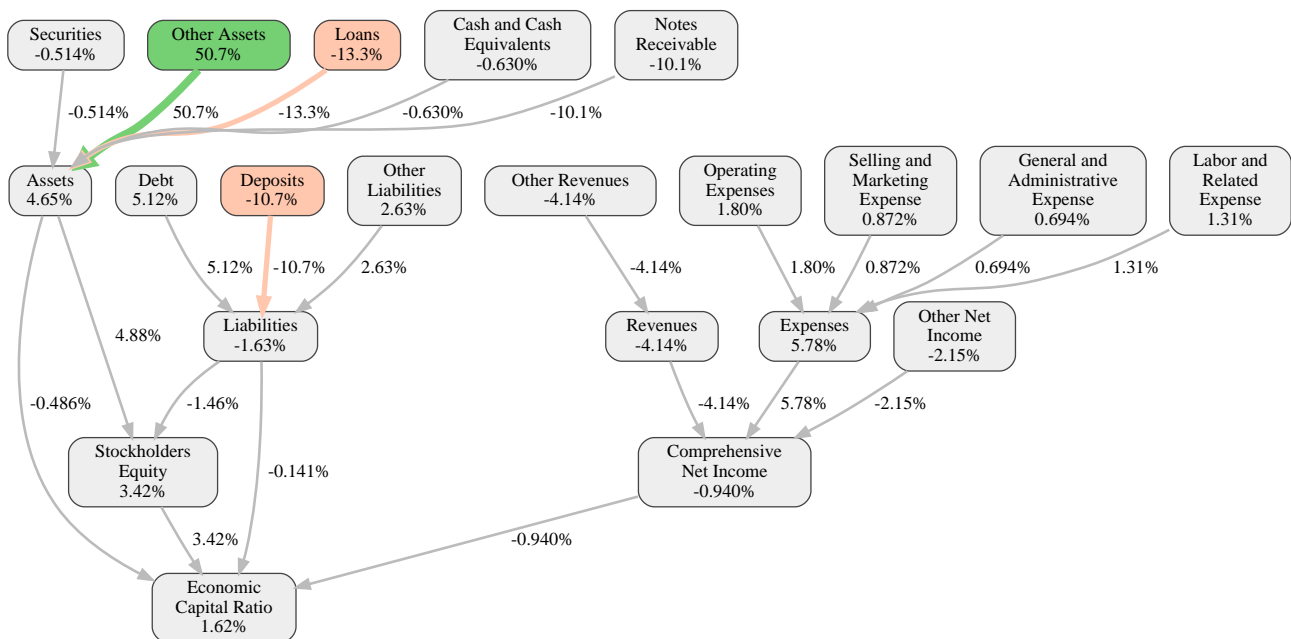 Securities
-0.514%
Other Assets
50.7%
Loans
-13.3%
Cash and Cash
Equivalents
-0.630%
Notes
Receivable
-10.1%
-0.514%
50.7%
-13.3%
-0.630%
-10.1%
Assets
4.65%
Debt
5.12%
Deposits
-10.7%
Other
Liabilities
2.63%
Other Revenues
-4.14%
Operating
Expenses
1.80%
Selling and
Marketing
Expense
0.872%
General and
Administrative
Expense
0.694%
Labor and
Related
Expense
1.31%
5.12%
-10.7%
2.63%
-4.14%
1.80%
0.872%
0.694%
1.31%
4.88%
Liabilities
-1.63%
Revenues
-4.14%
Expenses
5.78%
Other Net
Income
-2.15%
-0.486%
-1.46%
-4.14%
5.78%
-2.15%
Stockholders
Equity
3.42%
-0.141%
Comprehensive
Net Income
-0.940%
3.42%
-0.940%
Economic
Capital Ratio
1.62%